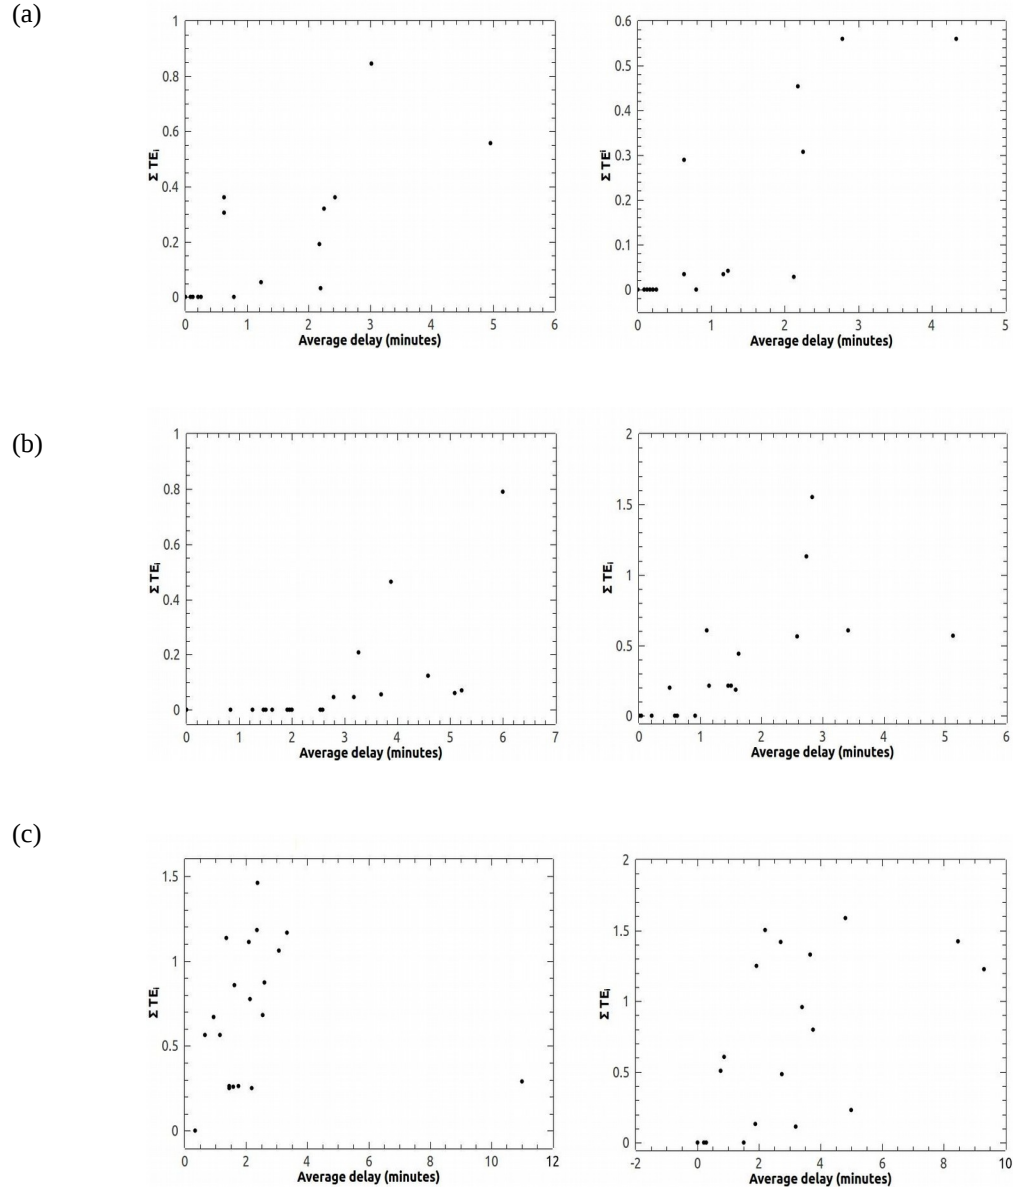 (a)
1
0.8
0.6
0.4
0.2
0
Σ TEᵢ
0 1 2 3 4 5 6
Average delay (minutes)
0.6
0.5
0.4
0.3
0.2
0.1
0
Σ TEⁱ
0 1 2 3 4 5
Average delay (minutes)
(b)
1
0.8
0.6
0.4
0.2
0
Σ TEᵢ
0 1 2 3 4 5 6 7
Average delay (minutes)
2
1.5
1
0.5
0
Σ TEᵢ
0 1 2 3 4 5 6
Average delay (minutes)
(c)
1.5
1
0.5
0
Σ TEᵢ
0 2 4 6 8 10 12
Average delay (minutes)
2
1.5
1
0.5
0
Σ TEᵢ
-2 0 2 4 6 8 10
Average delay (minutes)